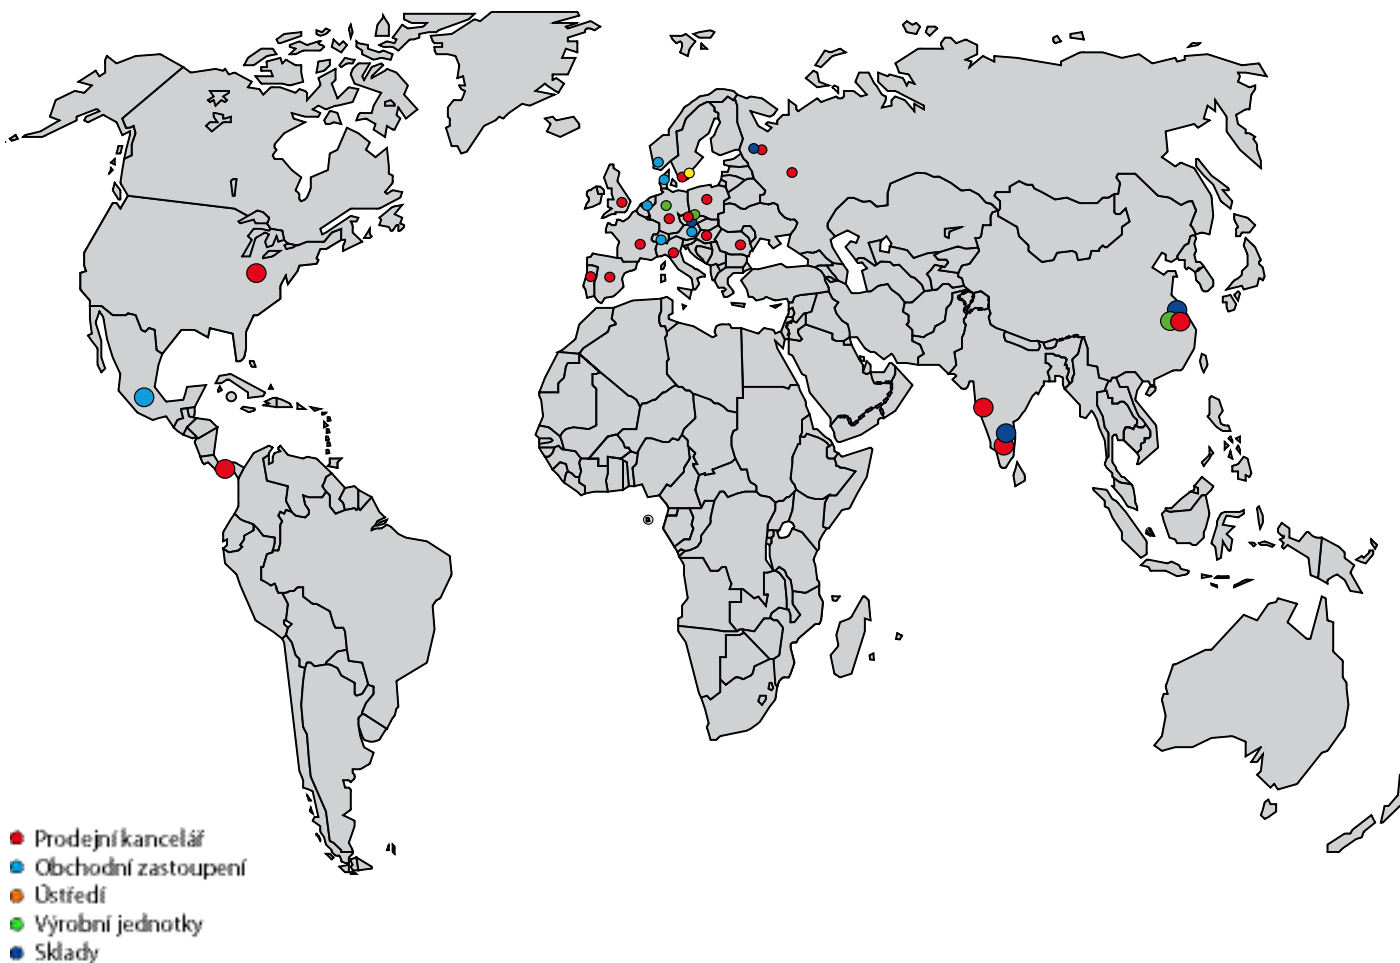 Prodejní kancelář
Obchodní zastoupení
Ústředí
Výrobní jednotky
Sklady